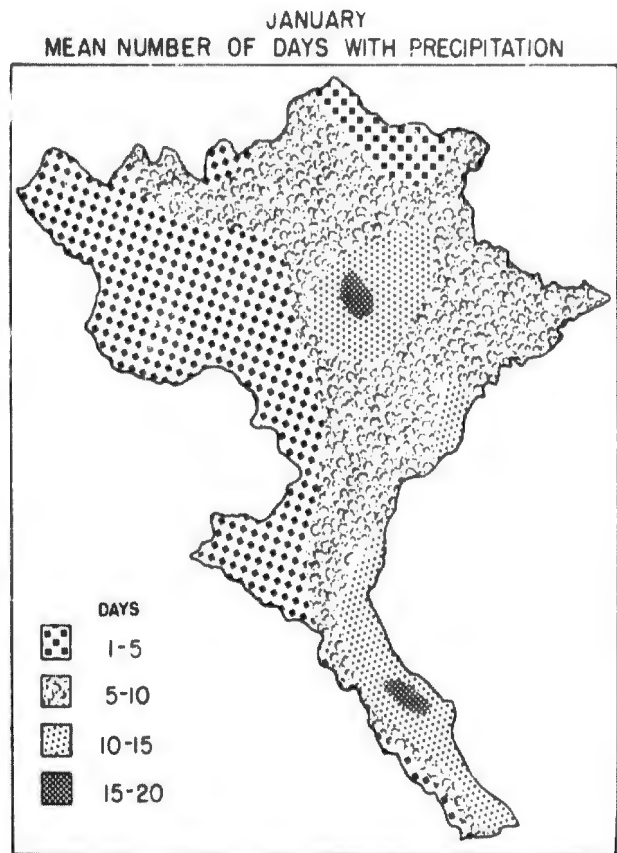 JANUARY
MEAN NUMBER OF DAYS WITH PRECIPITATION
DAYS
1-5
5-10
10-15
15-20